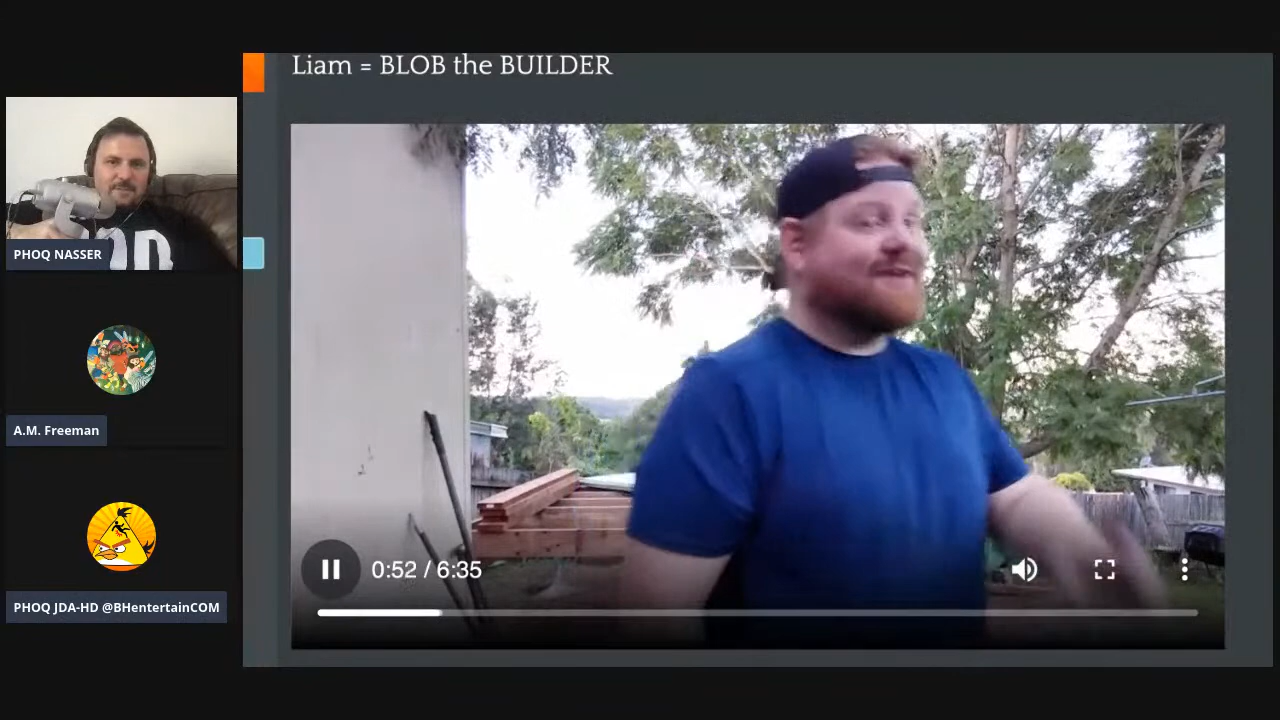 Liam = BLOB the BUILDER
PHOQ NASSER
A.M. Freeman
PHOQ JDA-HD @BHentertainCOM
0:52 / 6:35